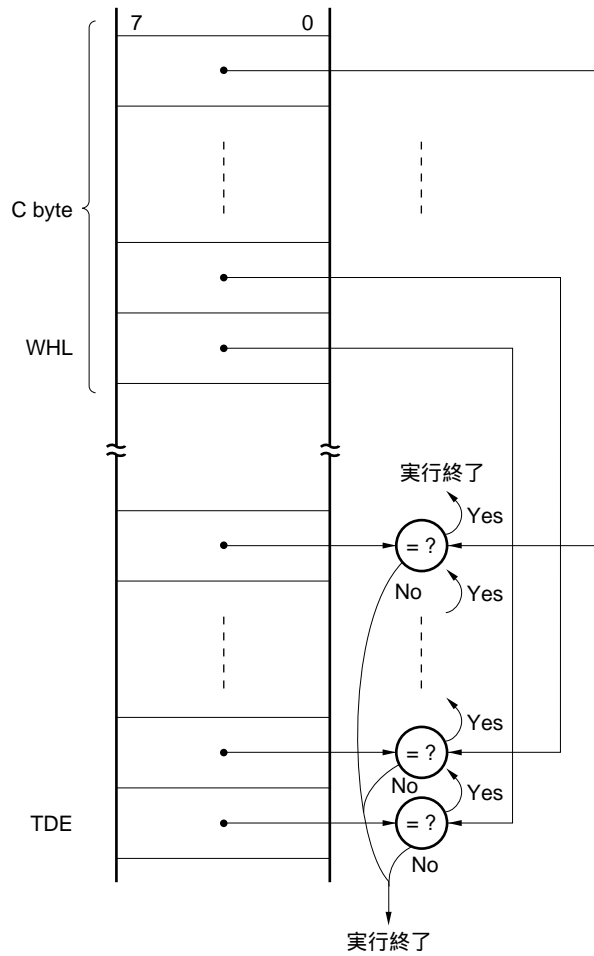 7 0
C byte
WHL
実行終了
Yes
= ?
No
Yes
Yes
= ?
No
Yes
TDE
= ?
No
実行終了